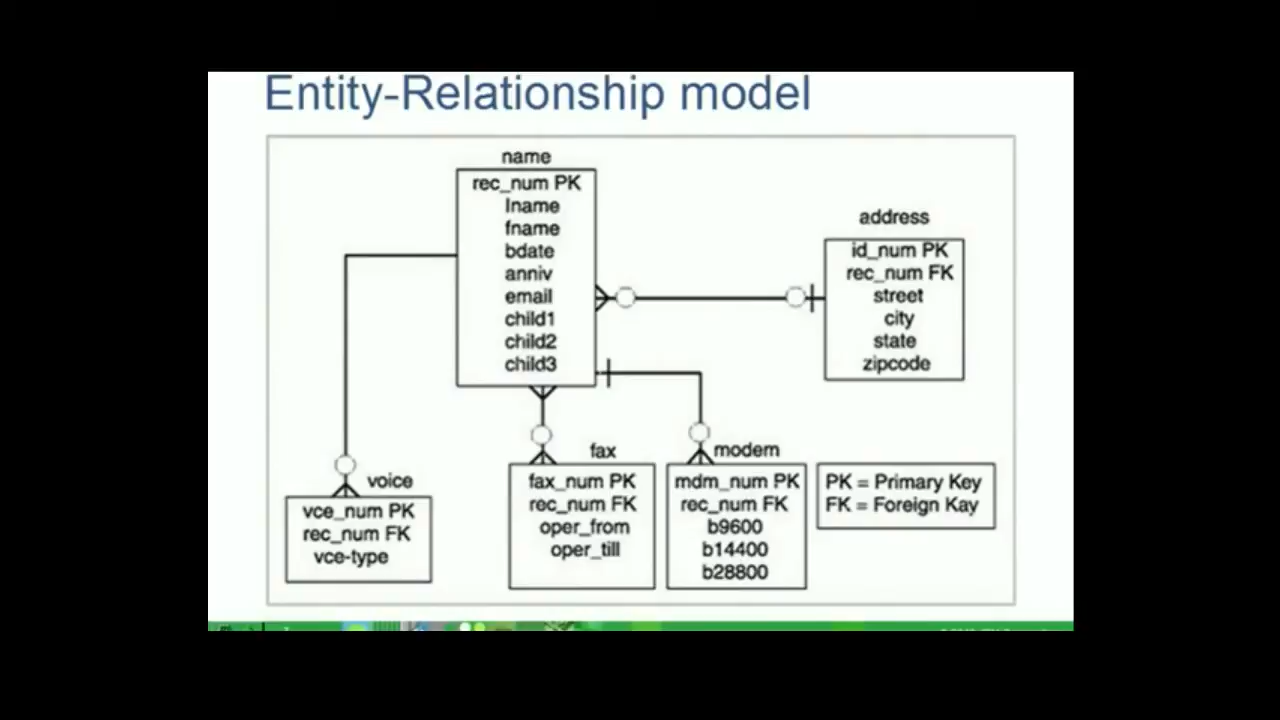 Entity-Relationship model
name
rec_num PK
lname
fname
bdate
anniv
email
child1
child2
child3
address
id_num PK
rec_num FK
street
city
state
zipcode
voice
vce_num PK
rec_num FK
vce-type
fax
fax_num PK
rec_num FK
oper_from
oper_till
modem
mdm_num PK
rec_num FK
b9600
b14400
b28800
PK = Primary Key
FK = Foreign Kay